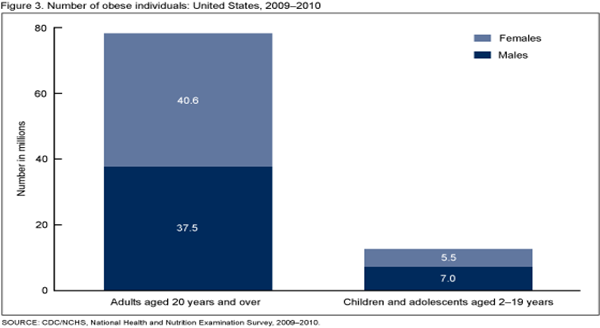 Figure 3. Number of obese individuals: United States, 2009–2010
Females
Males
80
60
40
20
0
Number in millions
40.6
37.5
5.5
7.0
Adults aged 20 years and over
Children and adolescents aged 2–19 years
SOURCE: CDC/NCHS, National Health and Nutrition Examination Survey, 2009–2010.